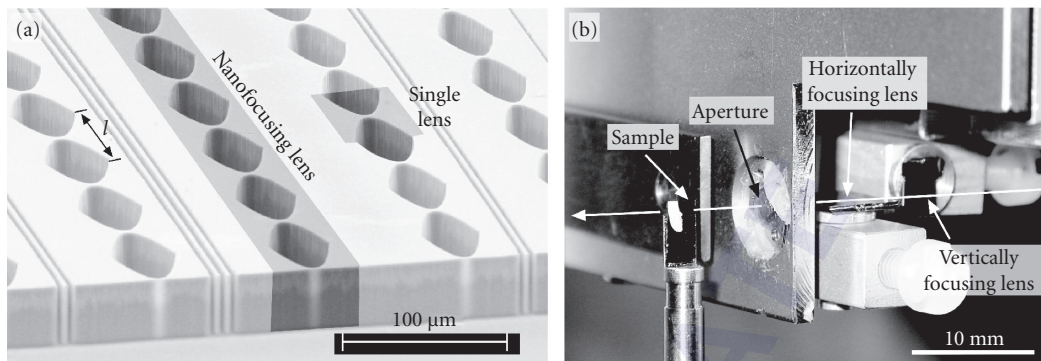 (a)
l
Nanofocusing lens
Single
lens
100 µm
(b)
Horizontally
focusing lens
Aperture
Sample
Vertically
focusing lens
10 mm